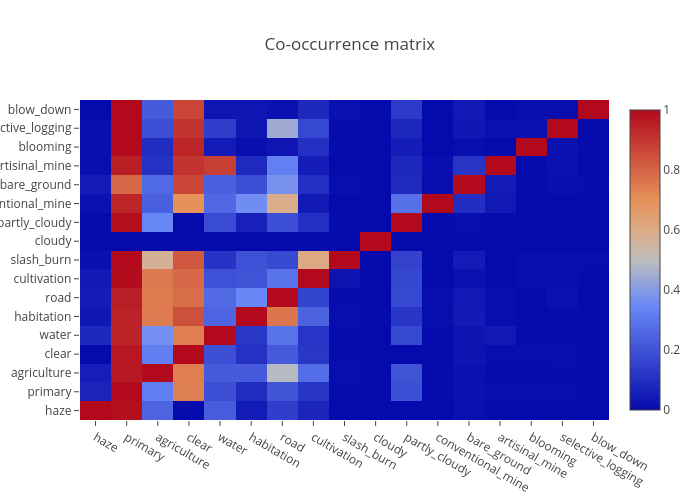 Co-occurrence matrix
blow_down
ctive_logging
blooming
artisinal_mine
bare_ground
ntional_mine
partly_cloudy
cloudy
slash_burn
cultivation
road
habitation
water
clear
agriculture
primary
haze
haze
primary
agriculture
clear
water
habitation
road
cultivation
slash_burn
cloudy
partly_cloudy
conventional_mine
bare_ground
artisinal_mine
blooming
selective_logging
blow_down
1
0.8
0.6
0.4
0.2
0